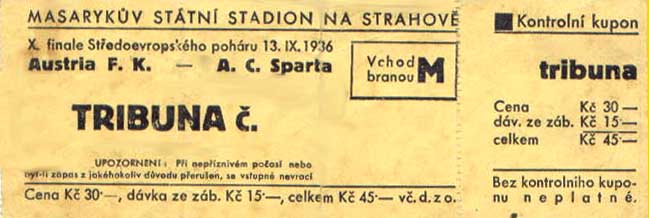 MASARYKŮV STÁTNÍ STADION NA STRAHOVĚ
X. finale Středoevropského poháru 13. IX. 1936
Austria F. K. — A. C. Sparta
Vchod
branou M
TRIBUNA č.
UPOZORNENI: Při nepříznivém počasí nebo
byl-li zápas z jakéhokoliv důvodu přerušen, se vstupné nevrací
Cena Kč 30·—, dávka ze záb. Kč 15·—, celkem Kč 45·— vč. d. z o.
Kontrolní kupon
tribuna
Cena Kč 30·—
dáv. ze záb. Kč 15·—
celkem Kč 45·—
Bez kontrolního kupo-
nu neplatné.